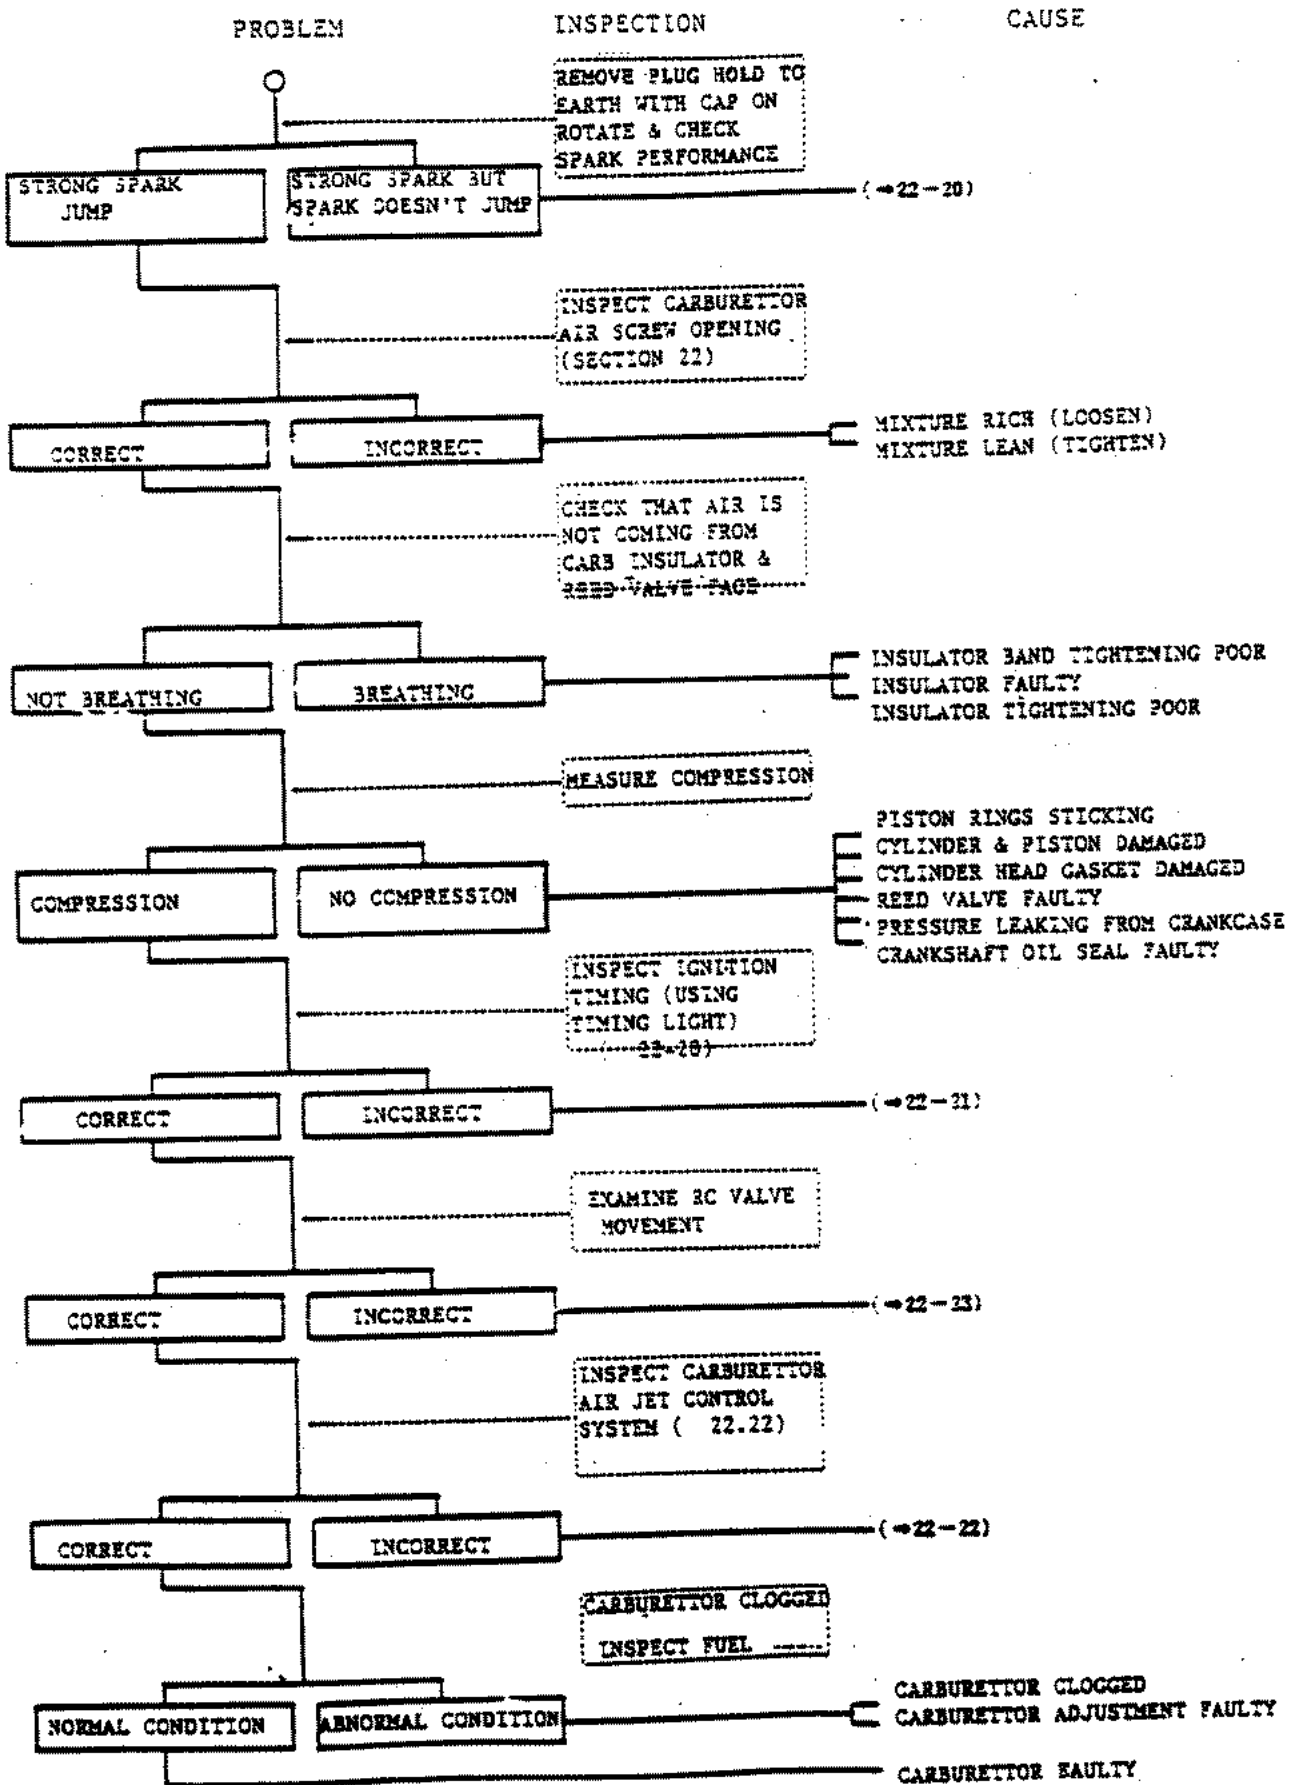 PROBLEM
INSPECTION
CAUSE
REMOVE PLUG HOLD TO
EARTH WITH CAP ON
ROTATE & CHECK
SPARK PERFORMANCE
STRONG SPARK
JUMP
STRONG SPARK BUT
SPARK DOESN'T JUMP
(➡22-20)
INSPECT CARBURETTOR
AIR SCREW OPENING
(SECTION 22)
CORRECT
INCORRECT
MIXTURE RICH (LOOSEN)
MIXTURE LEAN (TIGHTEN)
CHECK THAT AIR IS
NOT COMING FROM
CARB INSULATOR &
REED VALVE FACE
NOT BREATHING
BREATHING
INSULATOR BAND TIGHTENING POOR
INSULATOR FAULTY
INSULATOR TIGHTENING POOR
MEASURE COMPRESSION
COMPRESSION
NO COMPRESSION
PISTON RINGS STICKING
CYLINDER & PISTON DAMAGED
CYLINDER HEAD GASKET DAMAGED
REED VALVE FAULTY
PRESSURE LEAKING FROM CRANKCASE
CRANKSHAFT OIL SEAL FAULTY
INSPECT IGNITION
TIMING (USING
TIMING LIGHT)
( 22-20)
CORRECT
INCORRECT
(➡22-21)
EXAMINE RC VALVE
MOVEMENT
CORRECT
INCORRECT
(➡22-23)
INSPECT CARBURETTOR
AIR JET CONTROL
SYSTEM ( 22.22)
CORRECT
INCORRECT
(➡22-22)
CARBURETTOR CLOGGED
INSPECT FUEL
NORMAL CONDITION
ABNORMAL CONDITION
CARBURETTOR CLOGGED
CARBURETTOR ADJUSTMENT FAULTY
CARBURETTOR FAULTY